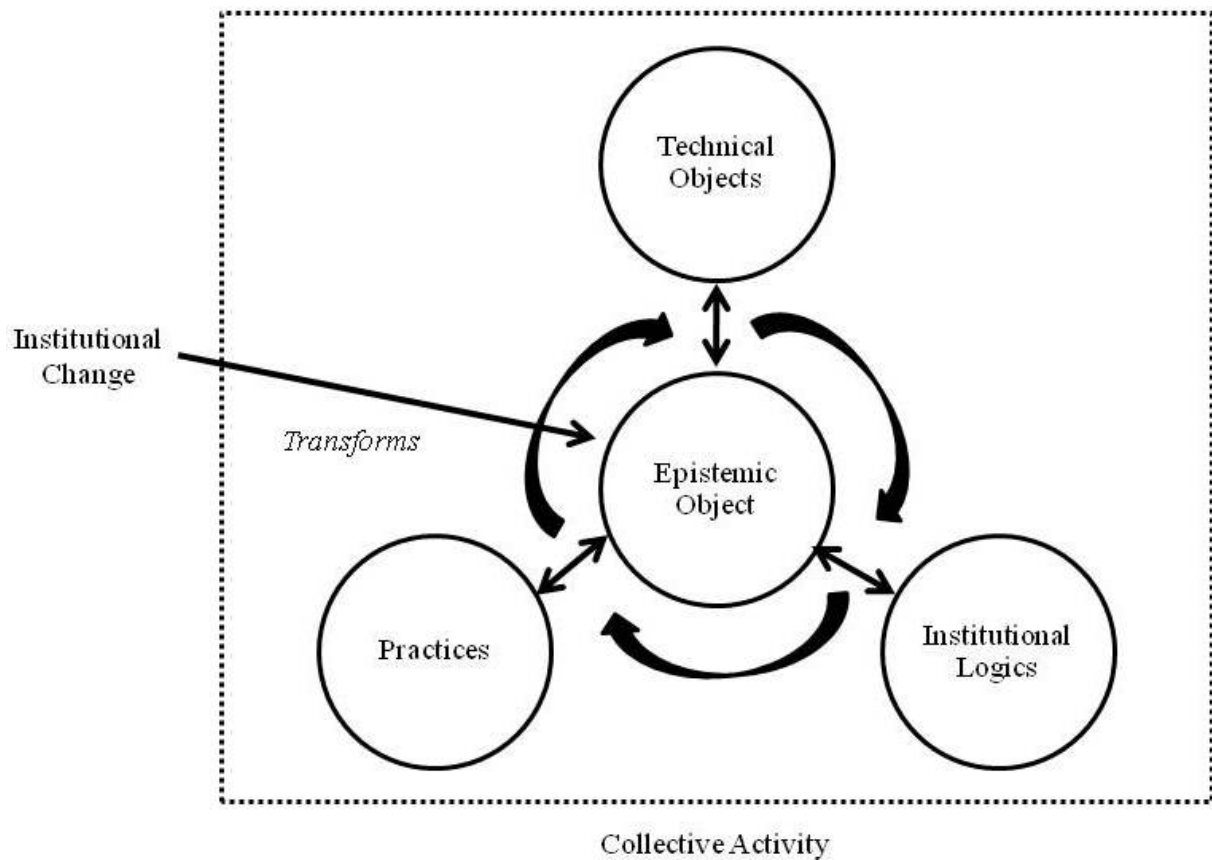 Technical
Objects
Institutional
Change
Transforms
Epistemic
Object
Practices
Institutional
Logics
Collective Activity